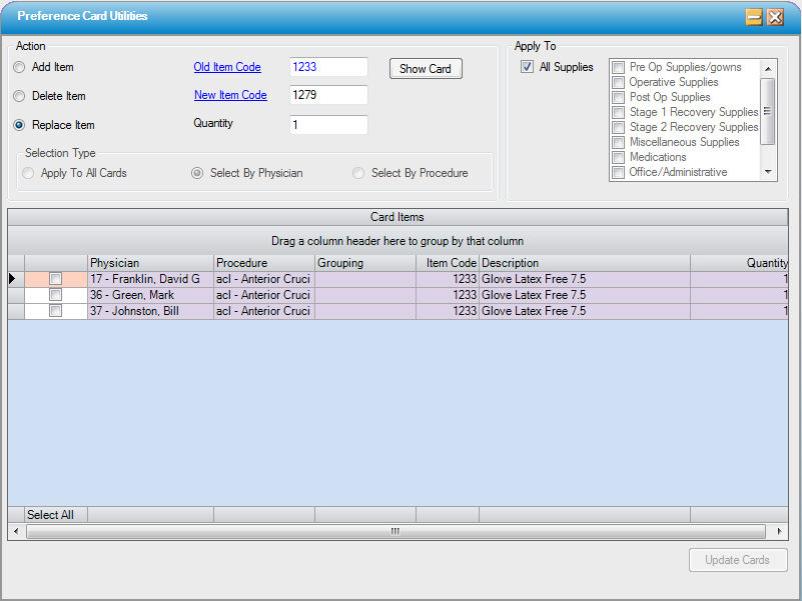 Preference Card Utilities
Action
Apply To
Add Item
Old Item Code
1233
Show Card
All Supplies
Pre Op Supplies/gowns
Operative Supplies
Delete Item
New Item Code
1279
Post Op Supplies
Stage 1 Recovery Supplies
Replace Item
Quantity
1
Stage 2 Recovery Supplies
Miscellaneous Supplies
Selection Type
Medications
Apply To All Cards
Select By Physician
Select By Procedure
Office/Administrative
Card Items
Drag a column header here to group by that column
Physician Procedure Grouping Item Code Description Quantity
17 - Franklin, David G acl - Anterior Cruci 1233 Glove Latex Free 7.5 1
36 - Green, Mark acl - Anterior Cruci 1233 Glove Latex Free 7.5 1
37 - Johnston, Bill acl - Anterior Cruci 1233 Glove Latex Free 7.5 1
Select All
Update Cards